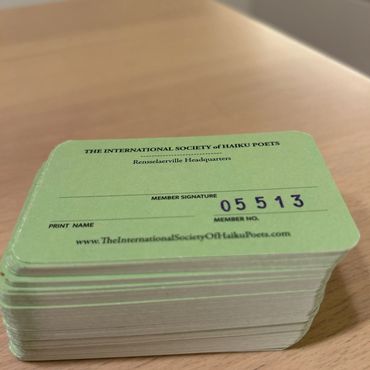 THE INTERNATIONAL SOCIETY of HAIKU POETS
Rensselaerville Headquarters
MEMBER SIGNATURE
05513
PRINT NAME
MEMBER NO.
www.TheInternationalSocietyOfHaikuPoets.com